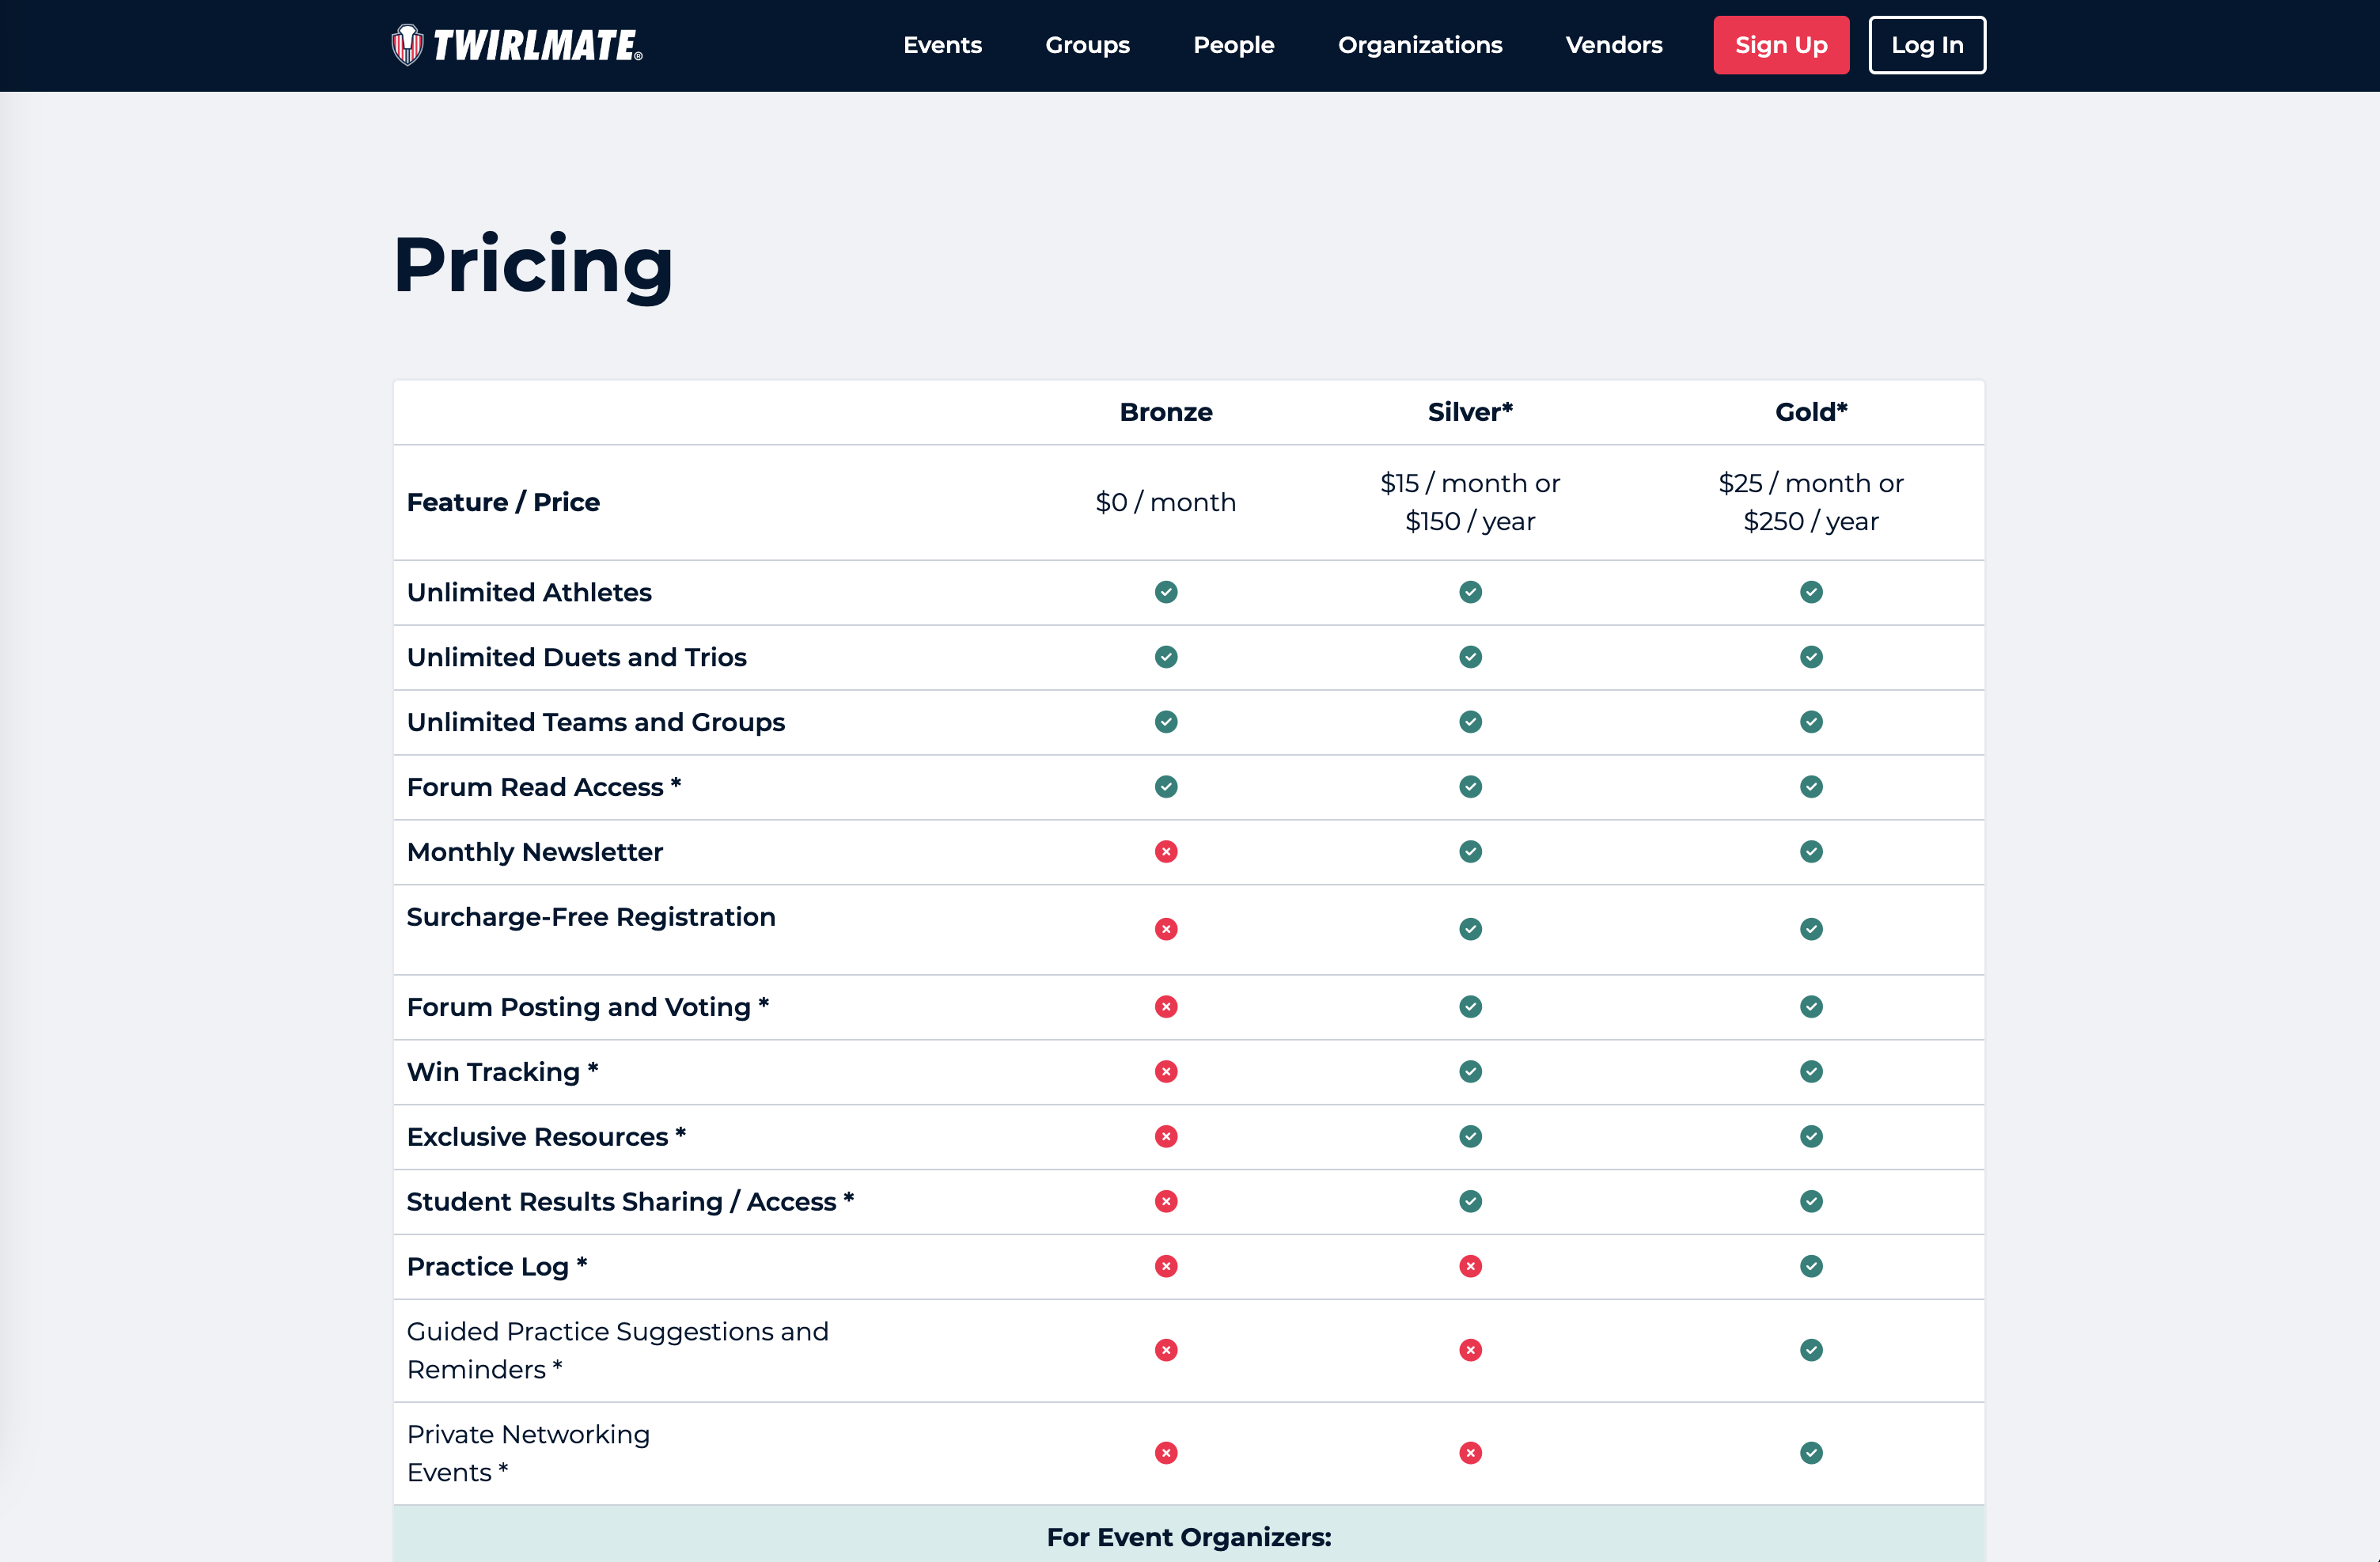 TWIRLMATE®
Events Groups People Organizations Vendors Sign Up Log In
Pricing
Bronze Silver* Gold*
Feature / Price $0 / month $15 / month or $150 / year $25 / month or $250 / year
Unlimited Athletes
Unlimited Duets and Trios
Unlimited Teams and Groups
Forum Read Access *
Monthly Newsletter
Surcharge-Free Registration
Forum Posting and Voting *
Win Tracking *
Exclusive Resources *
Student Results Sharing / Access *
Practice Log *
Guided Practice Suggestions and
Reminders *
Private Networking
Events *
For Event Organizers: